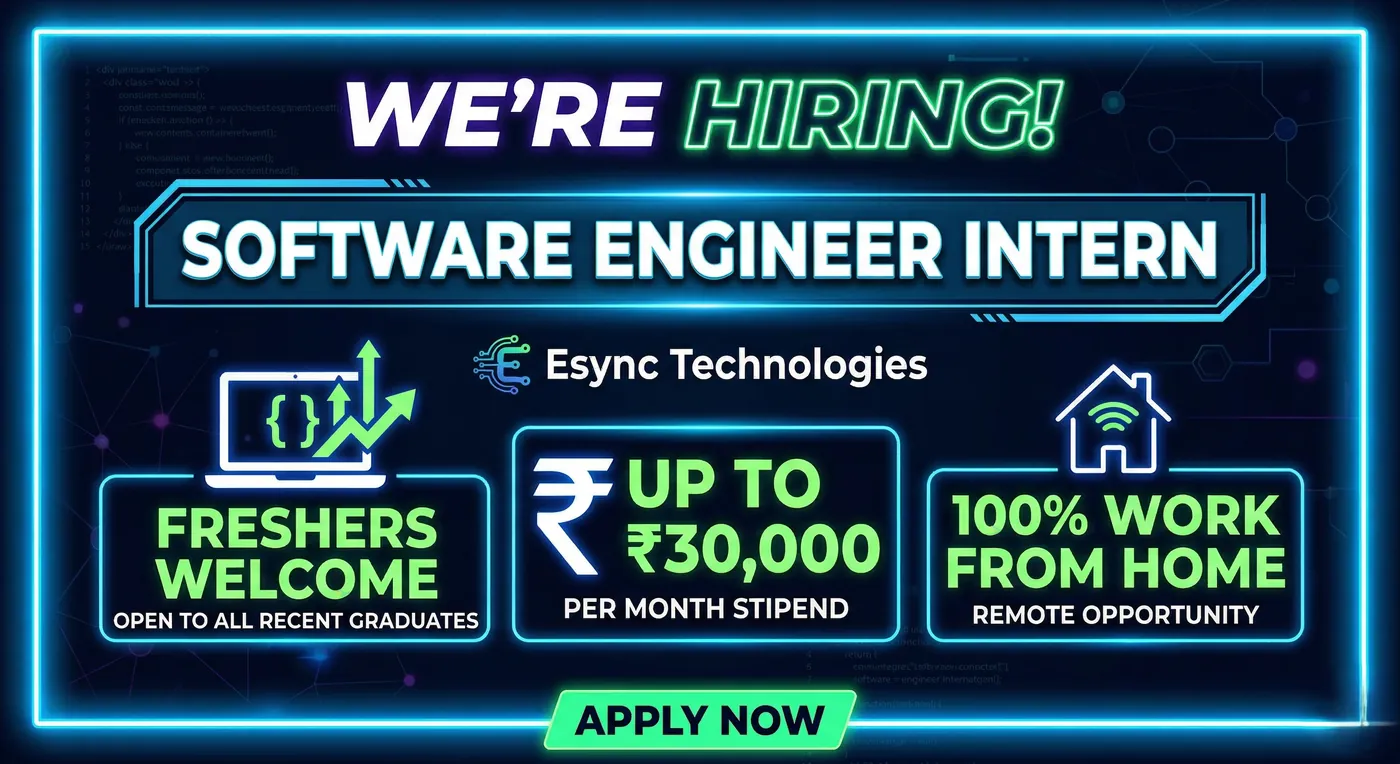 WE'RE HIRING!
SOFTWARE ENGINEER INTERN
Esync Technologies
{ }
FRESHERS
WELCOME
OPEN TO ALL RECENT GRADUATES
₹ UP TO
₹30,000
PER MONTH STIPEND
100% WORK
FROM HOME
REMOTE OPPORTUNITY
APPLY NOW